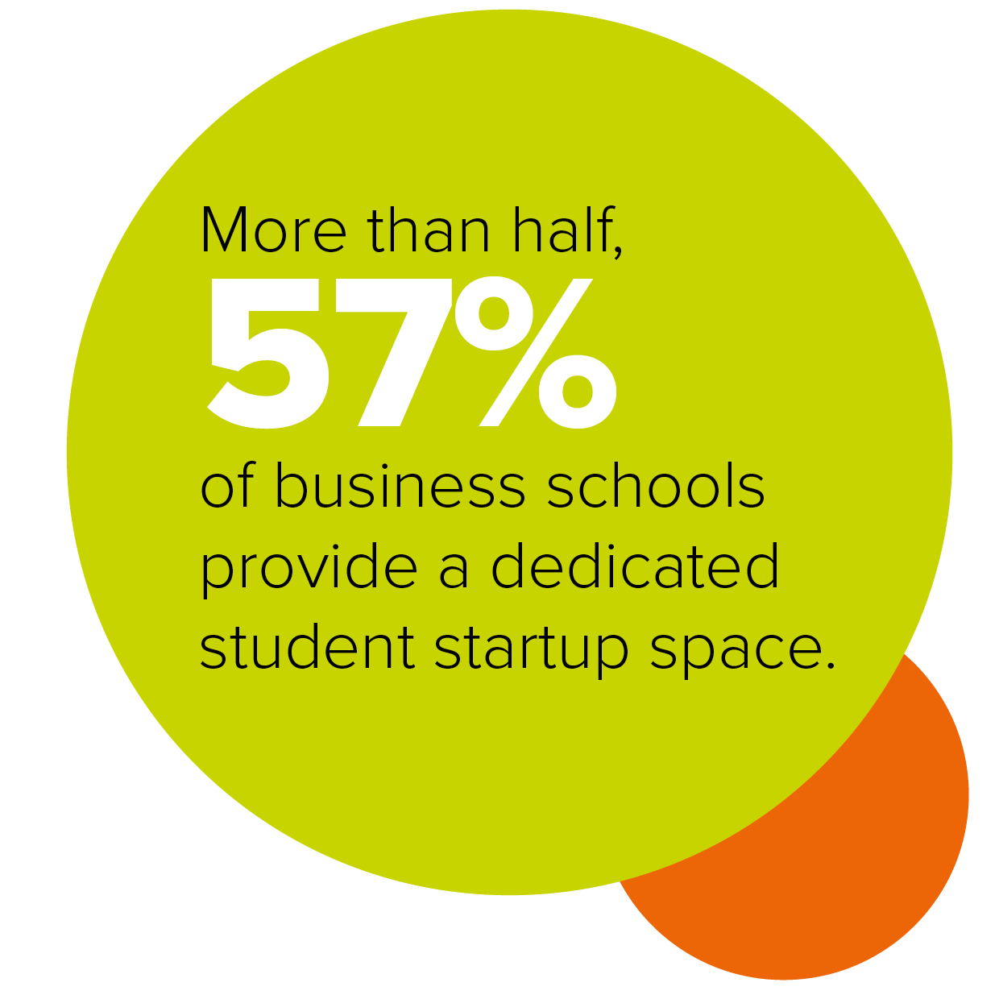 More than half,
57%
of business schools
provide a dedicated
student startup space.